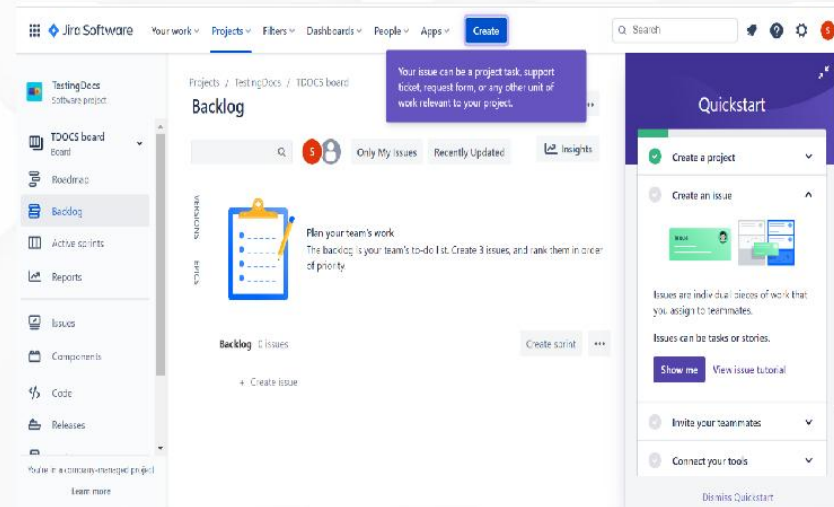 Jira Software
Your work
Projects
Filters
Dashboards
People
Apps
Create
Search
S
TestingDocs
Software project
TDOCS board
Board
Roadmap
Backlog
Active sprints
Reports
Issues
Components
Code
Releases
You're in a company-managed project
Learn more
Projects / TestingDocs / TDOCS board
Backlog
Your issue can be a project task, support
ticket, request form, or any other unit of
work relevant to your project.
S
Only My Issues
Recently Updated
Insights
VERSIONS
EPICS
Plan your team's work
The backlog is your team's to-do list. Create 3 issues, and rank them in order
of priority
Backlog 0 issues
Create sprint
+ Create issue
Quickstart
Create a project
Create an issue
ISSUE
Issues are individual pieces of work that
you assign to teammates.
Issues can be tasks or stories.
Show me
View issue tutorial
Invite your teammates
Connect your tools
Dismiss Quickstart